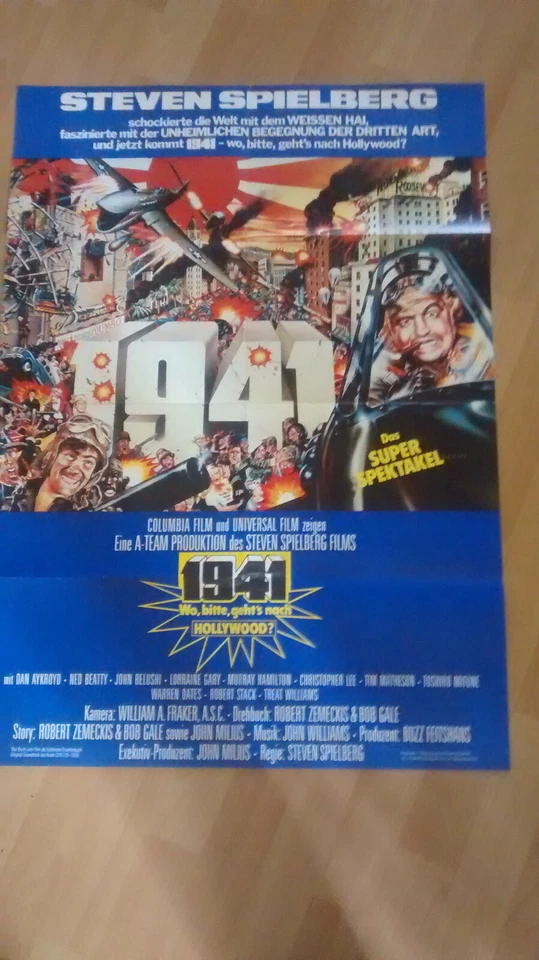 STEVEN SPIELBERG
schockierte die Welt mit dem WEISSEN HAI,
faszinierte mit der UNHEIMLICHEN BEGEGNUNG DER DRITTEN ART,
und jetzt kommt 1941 – wo, bitte, geht's nach Hollywood?
ROOSEVELT
1941
Das
SUPER
SPEKTAKEL
COLUMBIA FILM und UNIVERSAL FILM zeigen
Eine A-TEAM PRODUKTION des STEVEN SPIELBERG FILMS
1941
Wo, bitte, geht's nach
HOLLYWOOD?
mit DAN AYKROYD - NED BEATTY - JOHN BELUSHI - LORRAINE GARY - MURRAY HAMILTON - CHRISTOPHER LEE - TIM MATHESON - TOSHIRO MIFUNE
WARREN OATES - ROBERT STACK - TREAT WILLIAMS
Kamera: WILLIAM A. FRAKER, A.S.C. - Drehbuch: ROBERT ZEMECKIS & BOB GALE
Story: ROBERT ZEMECKIS & BOB GALE sowie JOHN MILIUS - Musik: JOHN WILLIAMS - Produzent: BUZZ FEITSHANS
Exekutiv-Produzent: JOHN MILIUS - Regie: STEVEN SPIELBERG